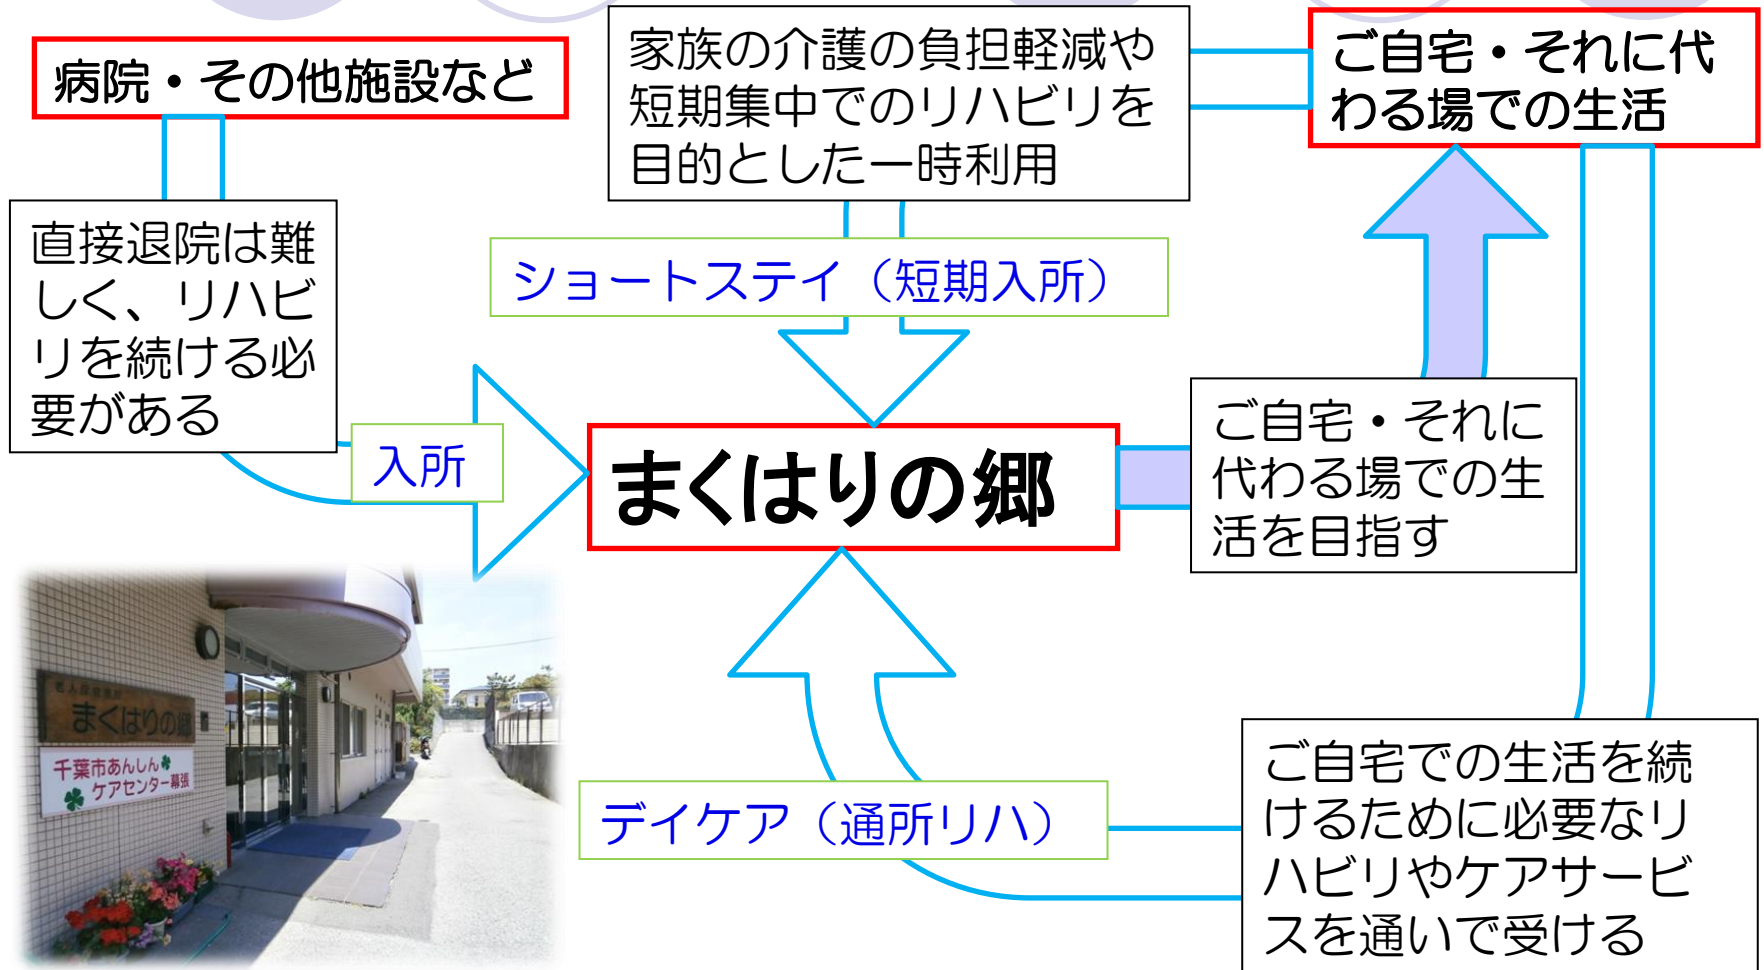 病院・その他施設など
家族の介護の負担軽減や
短期集中でのリハビリを
目的とした一時利用
ご自宅・それに代
わる場での生活
直接退院は難
しく、リハビ
リを続ける必
要がある
ショートステイ（短期入所）
入所
まくはりの郷
ご自宅・それに
代わる場での生
活を目指す
まくはりの郷
千葉市あんしん
ケアセンター幕張
デイケア（通所リハ）
ご自宅での生活を続
けるために必要なリ
ハビリやケアサービ
スを通いで受ける